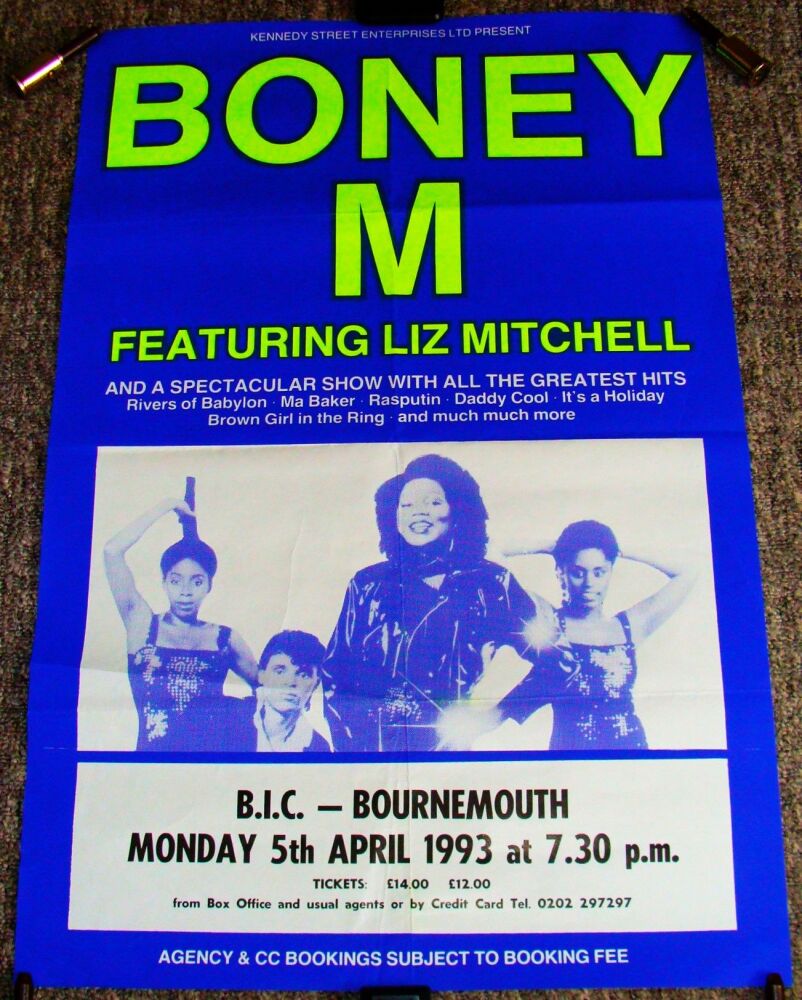 KENNEDY STREET ENTERPRISES LTD PRESENT
BONEY
M
FEATURING LIZ MITCHELL
AND A SPECTACULAR SHOW WITH ALL THE GREATEST HITS
Rivers of Babylon · Ma Baker · Rasputin · Daddy Cool · It's a Holiday
Brown Girl in the Ring · and much much more
B.I.C. – BOURNEMOUTH
MONDAY 5th APRIL 1993 at 7.30 p.m.
TICKETS: £14.00 £12.00
from Box Office and usual agents or by Credit Card Tel. 0202 297297
AGENCY & CC BOOKINGS SUBJECT TO BOOKING FEE